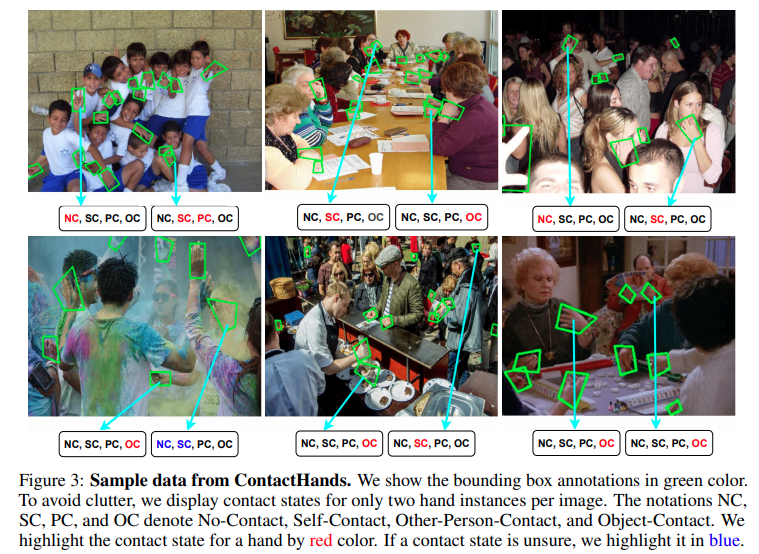 NC, SC, PC, OC NC, SC, PC, OC NC, SC, PC, OC NC, SC, PC, OC NC, SC, PC, OC NC, SC, PC, OC
NC, SC, PC, OC NC, SC, PC, OC NC, SC, PC, OC NC, SC, PC, OC NC, SC, PC, OC NC, SC, PC, OC
Figure 3: Sample data from ContactHands. We show the bounding box annotations in green color.
To avoid clutter, we display contact states for only two hand instances per image. The notations NC,
SC, PC, and OC denote No-Contact, Self-Contact, Other-Person-Contact, and Object-Contact. We
highlight the contact state for a hand by red color. If a contact state is unsure, we highlight it in blue.